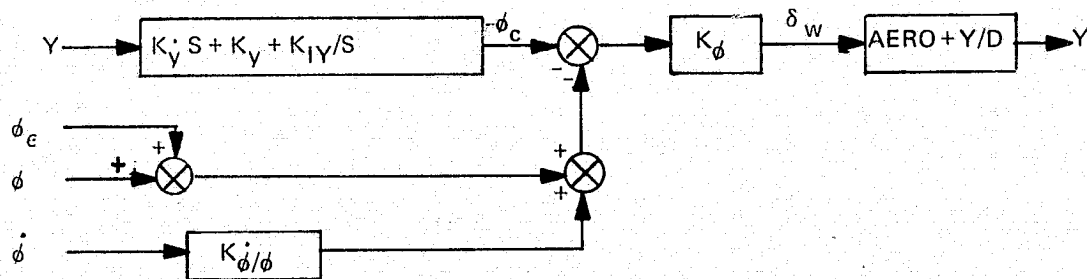 Y
K_ẏ S + K_y + K_IY/S
-ϕ_c
K_ϕ
δ_w
AERO + Y/D
Y
- -
ϕ_ϵ
+
+
ϕ
+
+
ϕ̇
K_ϕ̇/ϕ